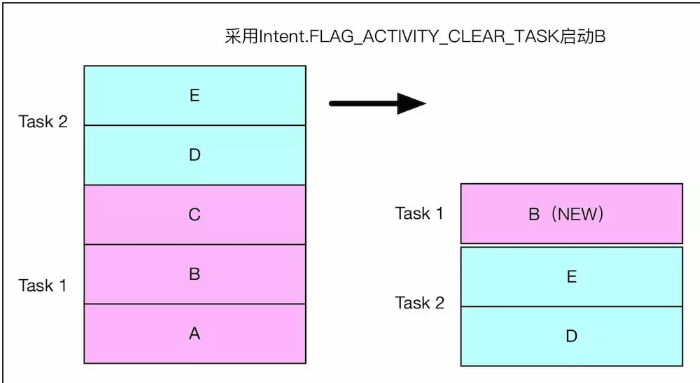 采用Intent.FLAG_ACTIVITY_CLEAR_TASK启动B
Task 2
E
D
C
Task 1
B
A
Task 1
B（NEW）
Task 2
E
D